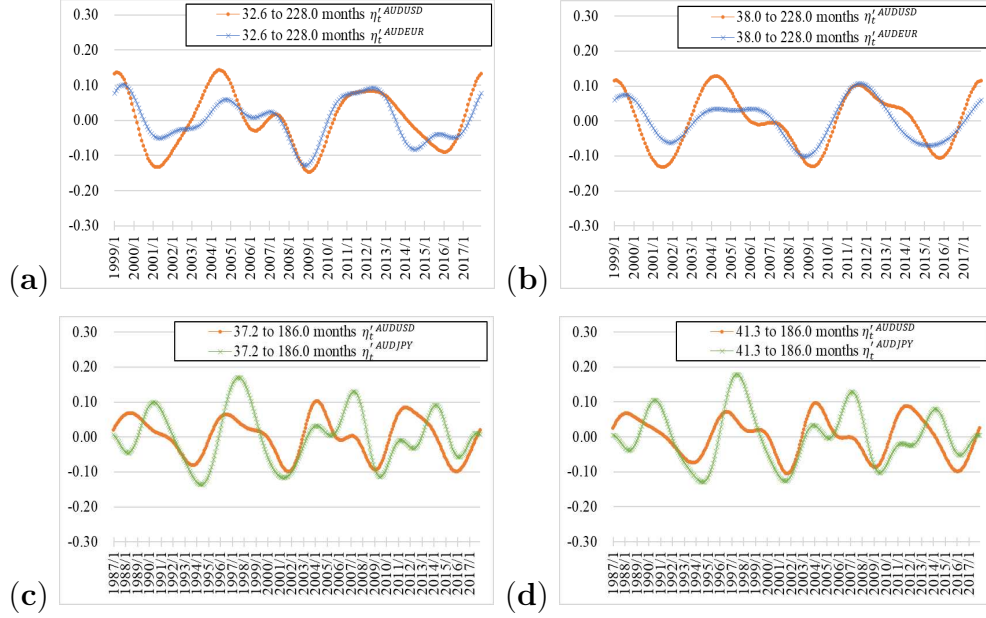 32.6 to 228.0 months η′ₜ^AUDUSD
32.6 to 228.0 months η′ₜ^AUDEUR
0.30
0.20
0.10
0.00
-0.10
-0.20
-0.30
1999/1 2000/1 2001/1 2002/1 2003/1 2004/1 2005/1 2006/1 2007/1 2008/1 2009/1 2010/1 2011/1 2012/1 2013/1 2014/1 2015/1 2016/1 2017/1
(a)
38.0 to 228.0 months η′ₜ^AUDUSD
38.0 to 228.0 months η′ₜ^AUDEUR
0.30
0.20
0.10
0.00
-0.10
-0.20
-0.30
1999/1 2000/1 2001/1 2002/1 2003/1 2004/1 2005/1 2006/1 2007/1 2008/1 2009/1 2010/1 2011/1 2012/1 2013/1 2014/1 2015/1 2016/1 2017/1
(b)
37.2 to 186.0 months η′ₜ^AUDUSD
37.2 to 186.0 months η′ₜ^AUDJPY
0.30
0.20
0.10
0.00
-0.10
-0.20
-0.30
1987/1 1988/1 1989/1 1990/1 1991/1 1992/1 1993/1 1994/1 1995/1 1996/1 1997/1 1998/1 1999/1 2000/1 2001/1 2002/1 2003/1 2004/1 2005/1 2006/1 2007/1 2008/1 2009/1 2010/1 2011/1 2012/1 2013/1 2014/1 2015/1 2016/1 2017/1
(c)
41.3 to 186.0 months η′ₜ^AUDUSD
41.3 to 186.0 months η′ₜ^AUDJPY
0.30
0.20
0.10
0.00
-0.10
-0.20
-0.30
1987/1 1988/1 1989/1 1990/1 1991/1 1992/1 1993/1 1994/1 1995/1 1996/1 1997/1 1998/1 1999/1 2000/1 2001/1 2002/1 2003/1 2004/1 2005/1 2006/1 2007/1 2008/1 2009/1 2010/1 2011/1 2012/1 2013/1 2014/1 2015/1 2016/1 2017/1
(d)